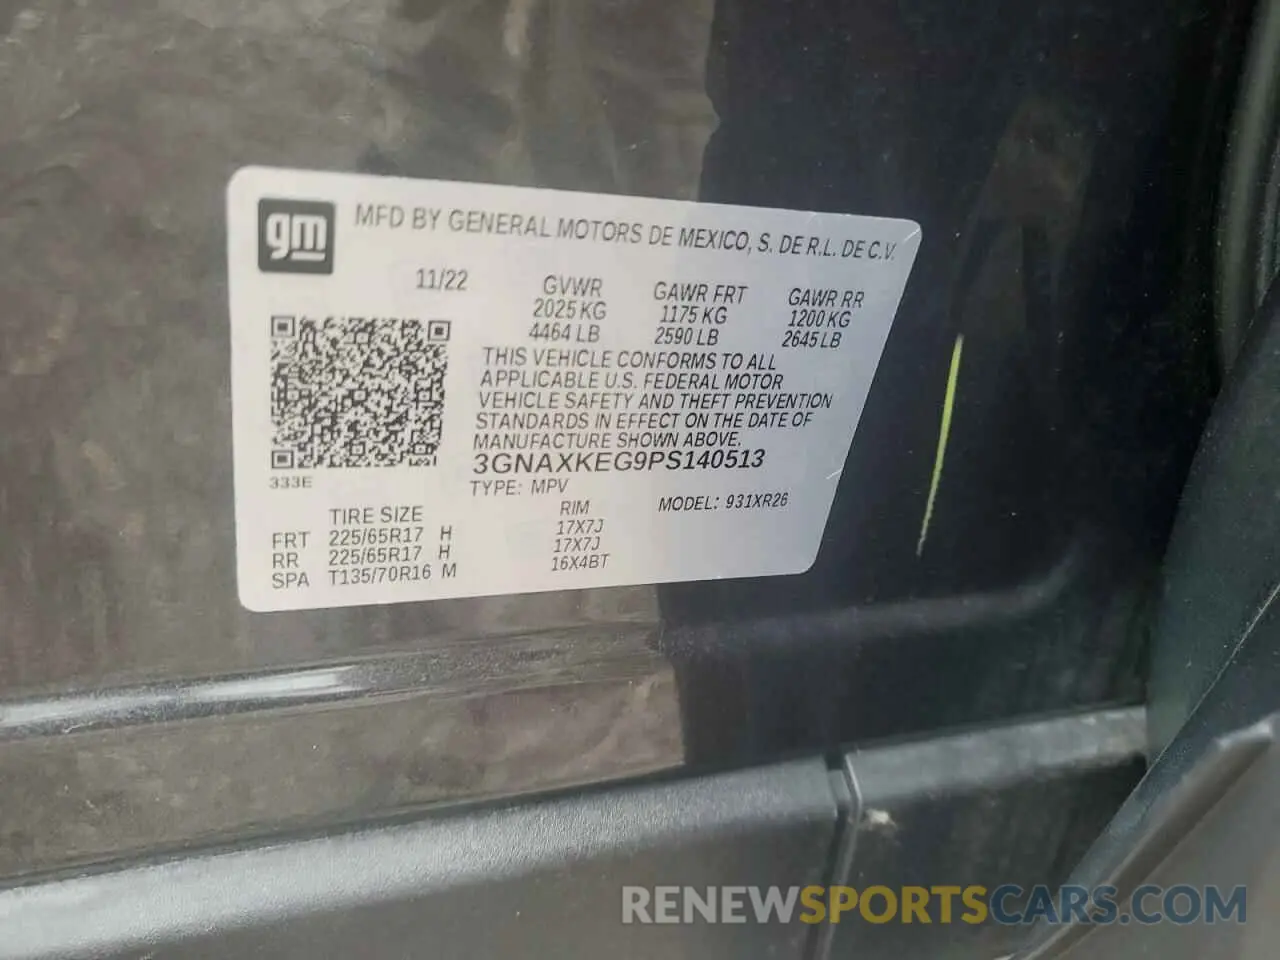 gm MFD BY GENERAL MOTORS DE MEXICO, S. DE R.L. DE C.V.
11/22 GVWR GAWR FRT GAWR RR
2025 KG 1175 KG 1200 KG
4464 LB 2590 LB 2645 LB
THIS VEHICLE CONFORMS TO ALL
APPLICABLE U.S. FEDERAL MOTOR
VEHICLE SAFETY AND THEFT PREVENTION
STANDARDS IN EFFECT ON THE DATE OF
MANUFACTURE SHOWN ABOVE.
3GNAXKEG9PS140513
333E
TYPE: MPV MODEL: 931XR26
TIRE SIZE RIM
FRT 225/65R17 H 17X7J
RR 225/65R17 H 17X7J
SPA T135/70R16 M 16X4BT
RENEWSPORTSCARS.COM